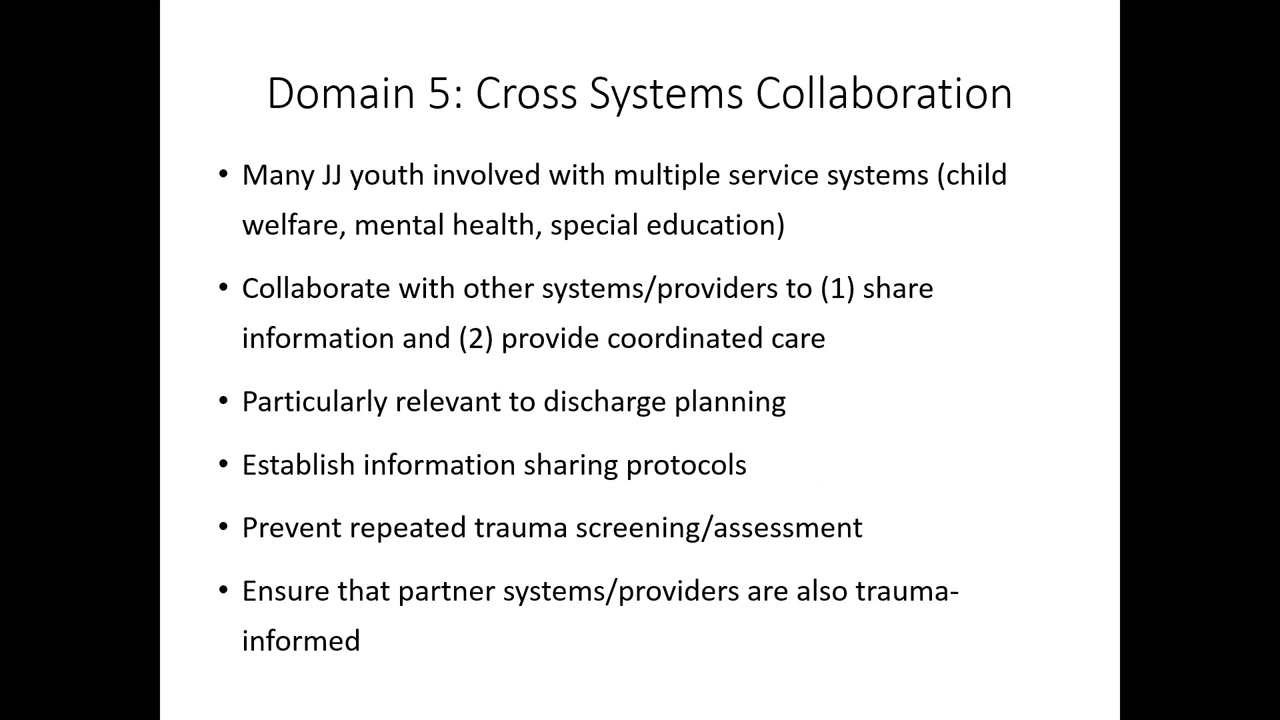 Domain 5: Cross Systems Collaboration
• Many JJ youth involved with multiple service systems (child
welfare, mental health, special education)
• Collaborate with other systems/providers to (1) share
information and (2) provide coordinated care
• Particularly relevant to discharge planning
• Establish information sharing protocols
• Prevent repeated trauma screening/assessment
• Ensure that partner systems/providers are also trauma-
informed